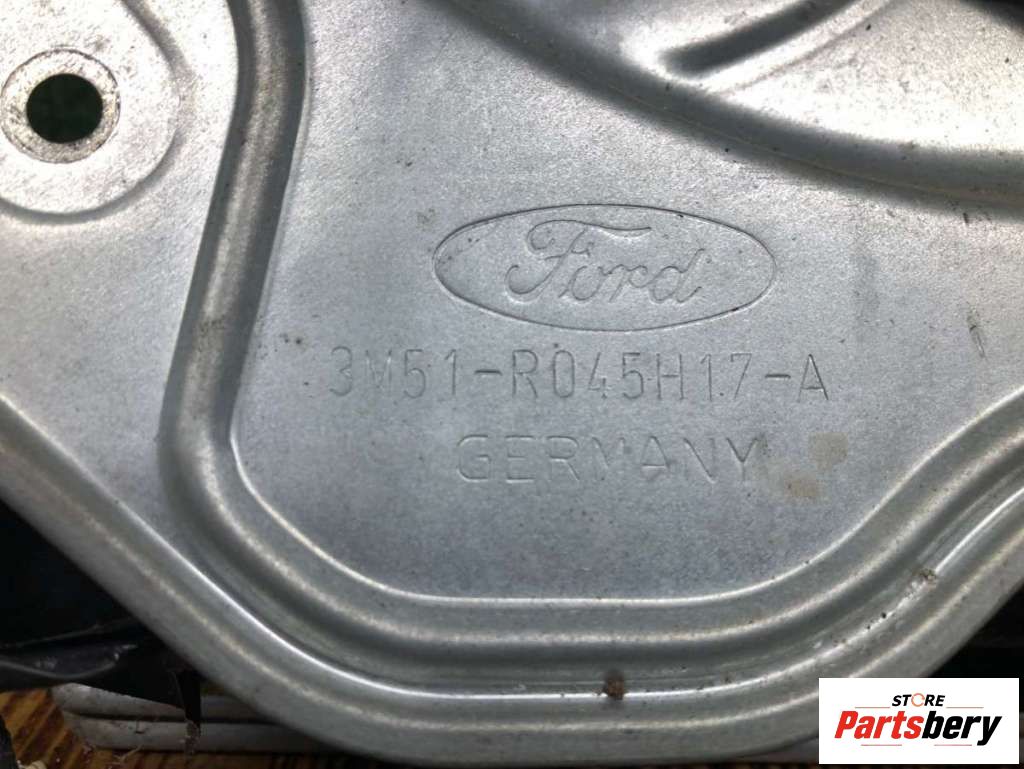 Ford
3M51-R045H17-A
GERMANY
STORE
Partsbery